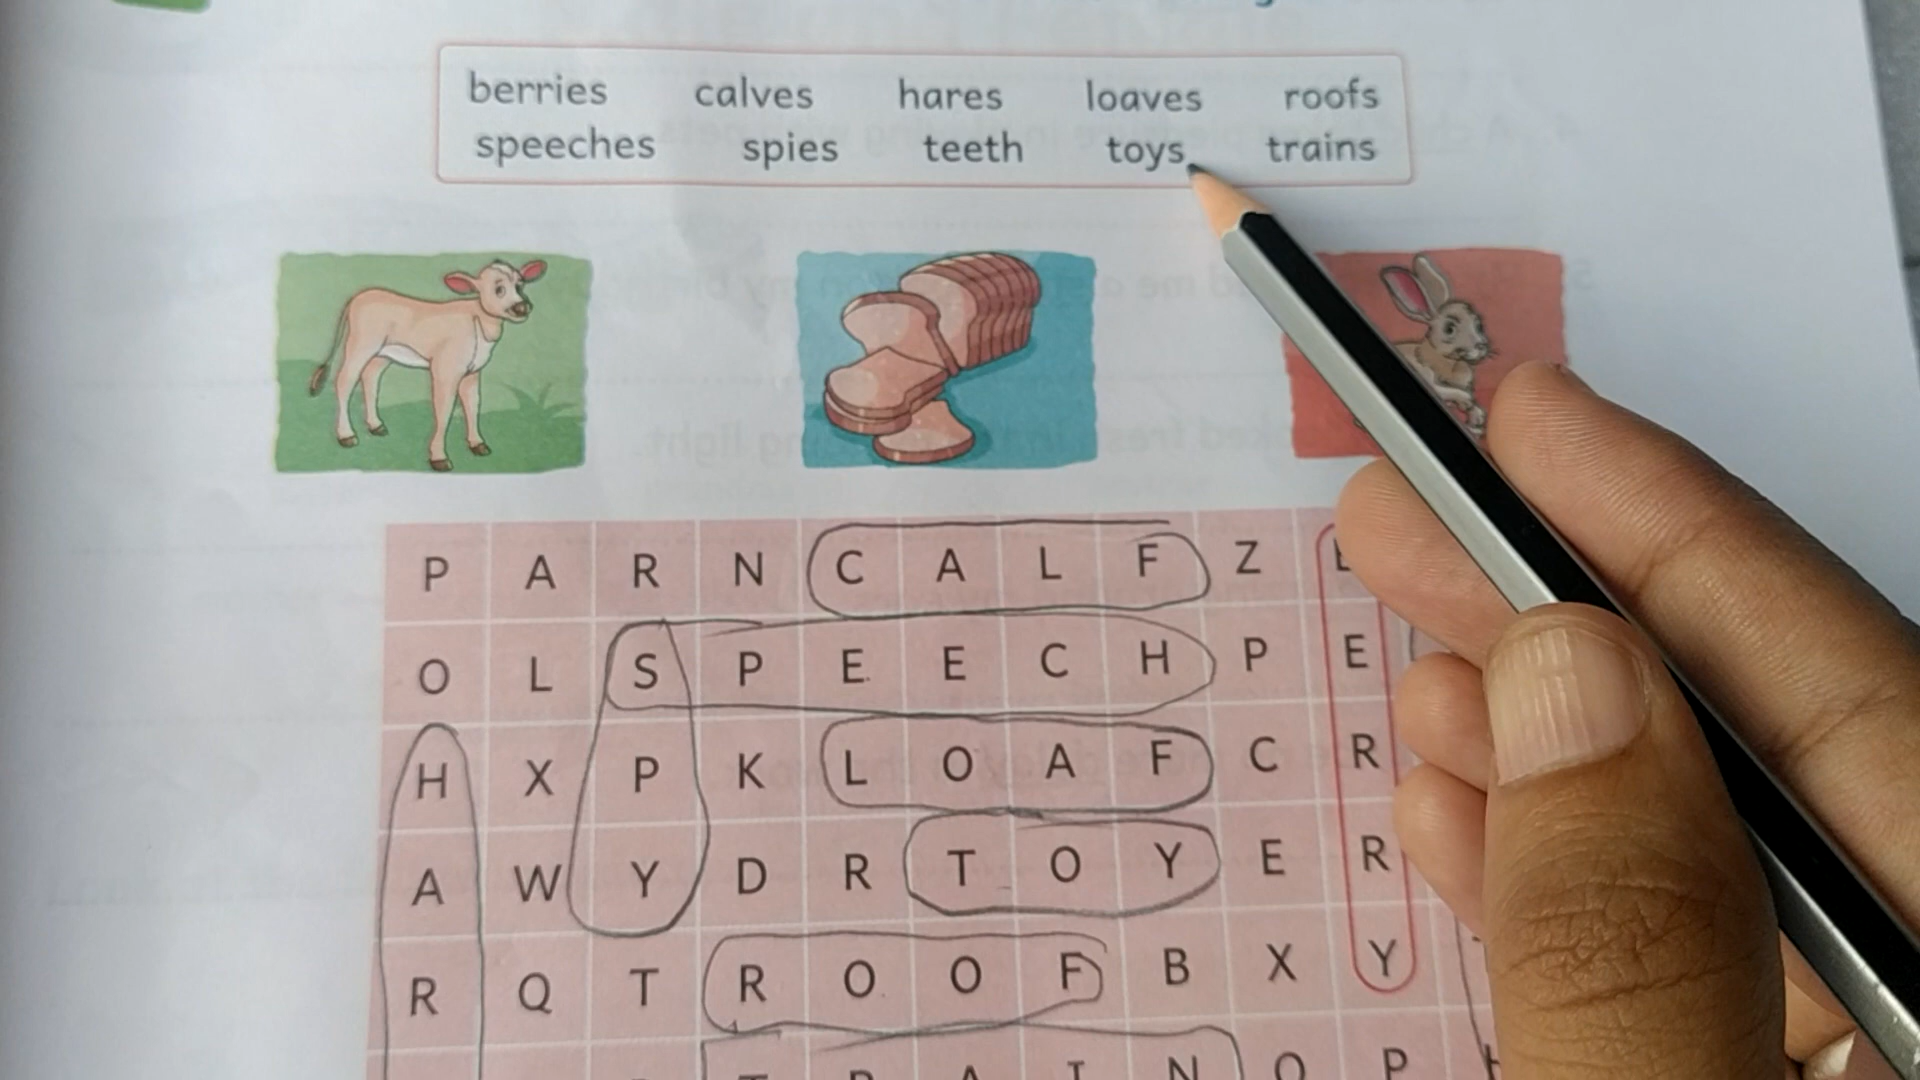 berries calves hares loaves roofs
speeches spies teeth toys trains
P A R N C A L F Z
O L S P E E C H P E
H X P K L O A F C R
A W Y D R T O Y E R
R Q T R O O F B X Y
T R A I N O P